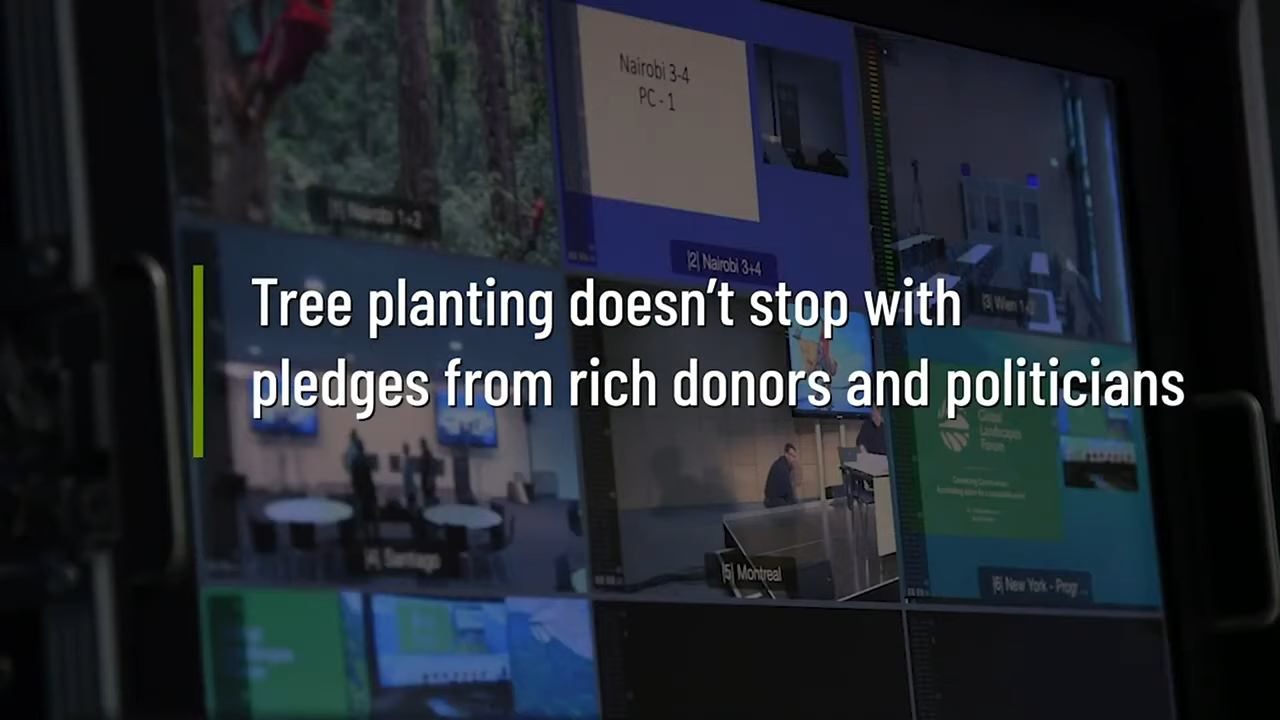 Nairobi 3-4
PC - 1
|1| Nairobi 1+2
|2| Nairobi 3+4
|3| Wien 1
Tree planting doesn’t stop with
pledges from rich donors and politicians
Global
Landscapes
Forum
|4| Santiago
|5| Montreal
|6| New York - Progr